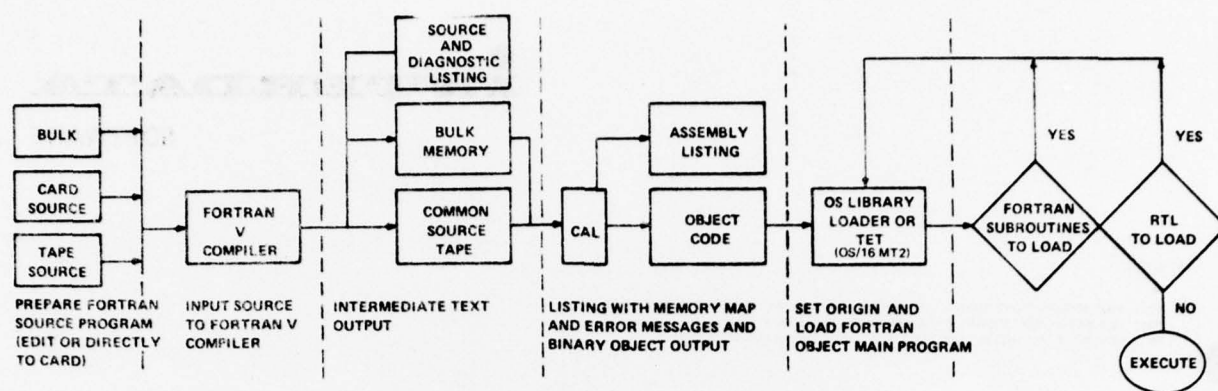 SOURCE
AND
DIAGNOSTIC
LISTING
BULK
CARD
SOURCE
TAPE
SOURCE
FORTRAN
V
COMPILER
BULK
MEMORY
COMMON
SOURCE
TAPE
CAL
ASSEMBLY
LISTING
OBJECT
CODE
OS LIBRARY
LOADER OR
TET
(OS/16 MT2)
YES
FORTRAN
SUBROUTINES
TO LOAD
YES
RTL
TO LOAD
NO
EXECUTE
PREPARE FORTRAN
SOURCE PROGRAM
(EDIT OR DIRECTLY
TO CARD)
INPUT SOURCE
TO FORTRAN V
COMPILER
INTERMEDIATE TEXT
OUTPUT
LISTING WITH MEMORY MAP
AND ERROR MESSAGES AND
BINARY OBJECT OUTPUT
SET ORIGIN AND
LOAD FORTRAN
OBJECT MAIN PROGRAM